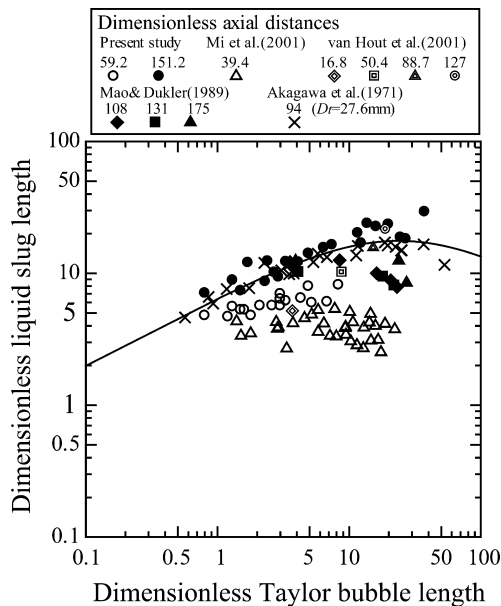 Dimensionless axial distances
Present study Mi et al.(2001) van Hout et al.(2001)
59.2 151.2 39.4 16.8 50.4 88.7 127
Mao& Dukler(1989) Akagawa et al.(1971)
108 131 175 94 (Dr=27.6mm)
100
50
10
5
1
0.5
0.1
Dimensionless liquid slug length
0.1 0.5 1 5 10 50 100
Dimensionless Taylor bubble length